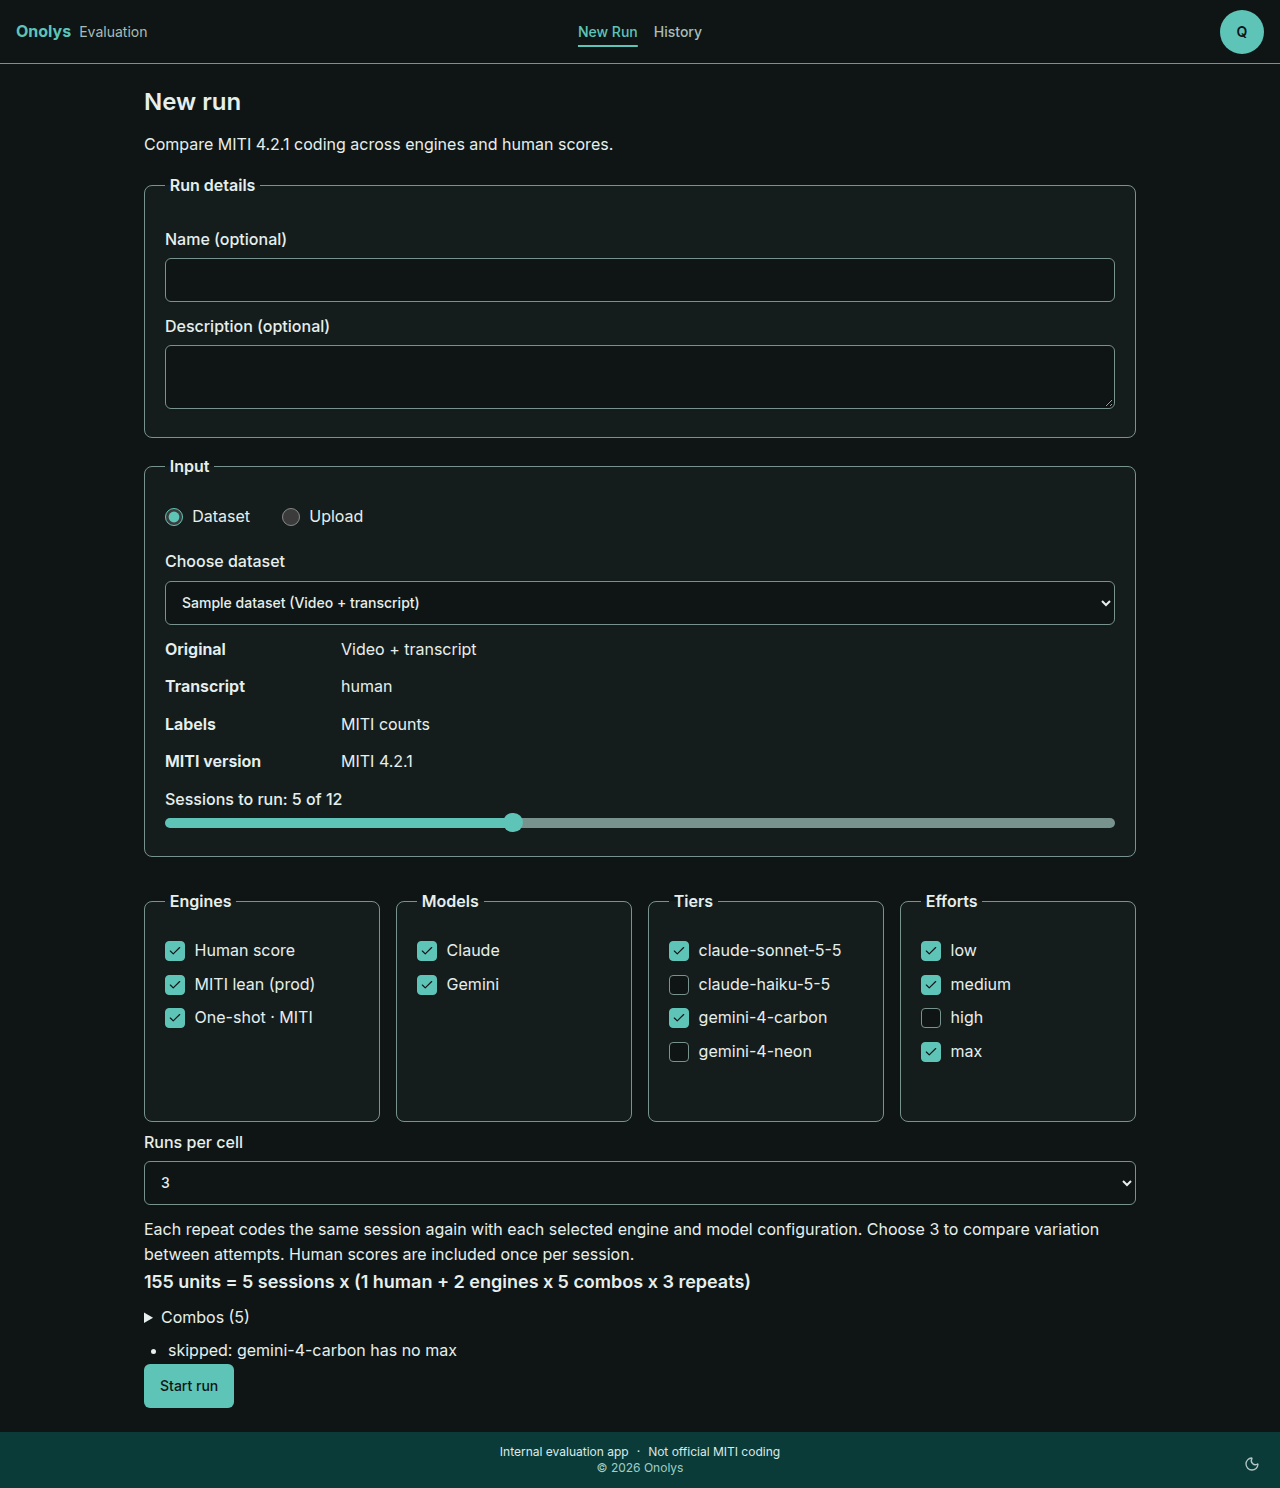 Onolys Evaluation
New Run
History
Q
New run
Compare MITI 4.2.1 coding across engines and human scores.
Run details
Name (optional)
Description (optional)
Input
Dataset
Upload
Choose dataset
Sample dataset (Video + transcript)
Original
Video + transcript
Transcript
human
Labels
MITI counts
MITI version
MITI 4.2.1
Sessions to run: 5 of 12
Engines
Human score
MITI lean (prod)
One-shot · MITI
Models
Claude
Gemini
Tiers
claude-sonnet-5-5
claude-haiku-5-5
gemini-4-carbon
gemini-4-neon
Efforts
low
medium
high
max
Runs per cell
3
Each repeat codes the same session again with each selected engine and model configuration. Choose 3 to compare variation
between attempts. Human scores are included once per session.
155 units = 5 sessions x (1 human + 2 engines x 5 combos x 3 repeats)
Combos (5)
skipped: gemini-4-carbon has no max
Start run
Internal evaluation app · Not official MITI coding
© 2026 Onolys